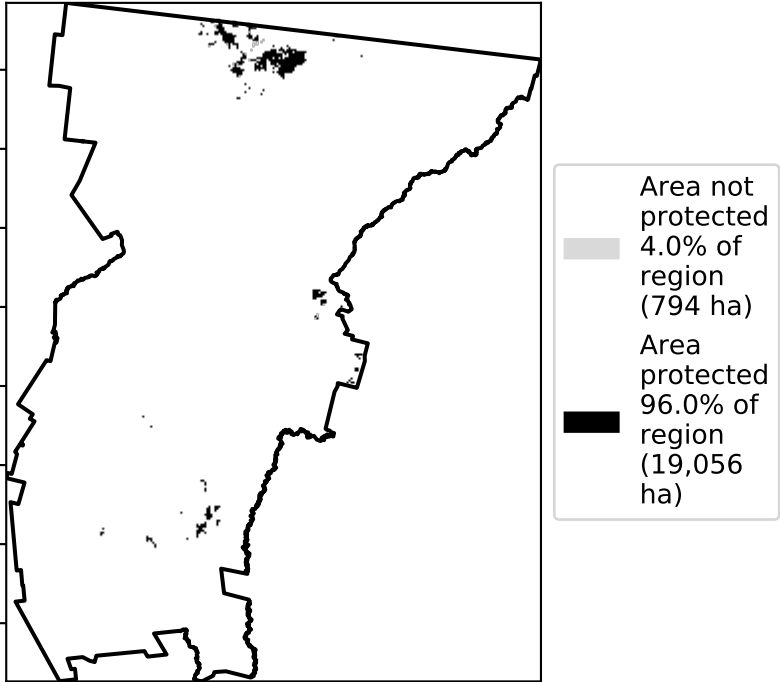 Area not
protected
4.0% of
region
(794 ha)
Area
protected
96.0% of
region
(19,056
ha)